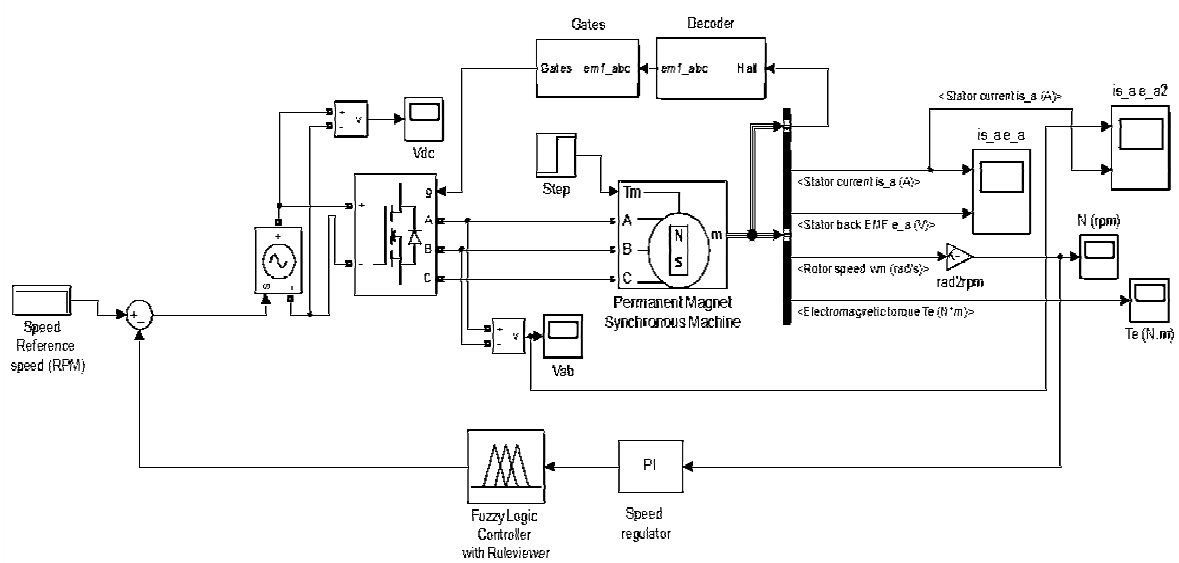 Gates
Decoder
Gates emf_abc
emf_abc Hall
<Stator current is_a (A)>
is_a e_a2
is_a e_a
+
-
v
Vdc
Step
g
A
B
C
+
-
Tm
A
B
C
N
S
m
<Stator current is_a (A)>
<Stator back EMF e_a (V)>
N (rpm)
<Rotor speed wm (rad/s)>
rad2rpm
+
s
-
Permanent Magnet
Synchronous Machine
<Electromagnetic torque Te (N*m)>
Te (N.m)
+
Speed
Reference
speed (RPM)
+
-
v
Vab
PI
Fuzzy Logic
Controller
with Ruleviewer
Speed
regulator